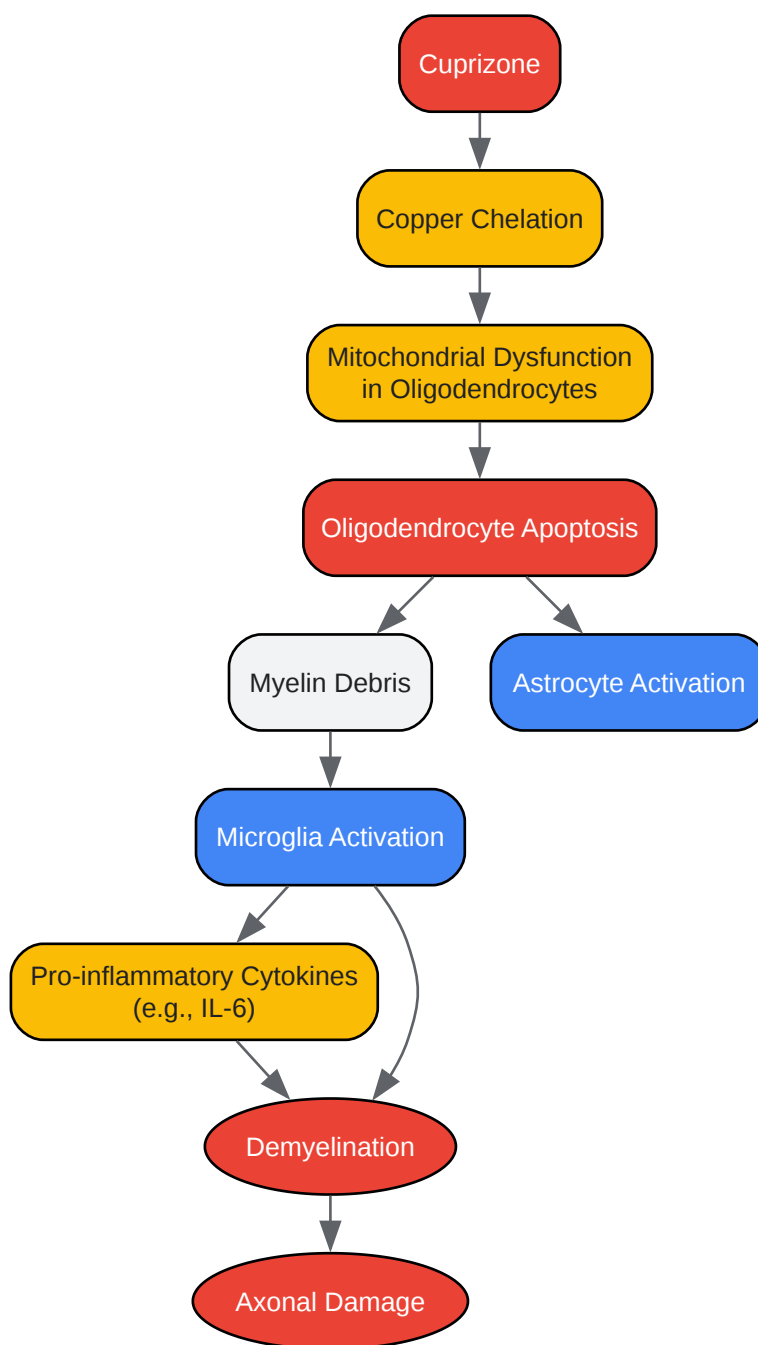 Cuprizone
Copper Chelation
Mitochondrial Dysfunction
in Oligodendrocytes
Oligodendrocyte Apoptosis
Myelin Debris
Astrocyte Activation
Microglia Activation
Pro-inflammatory Cytokines
(e.g., IL-6)
Demyelination
Axonal Damage